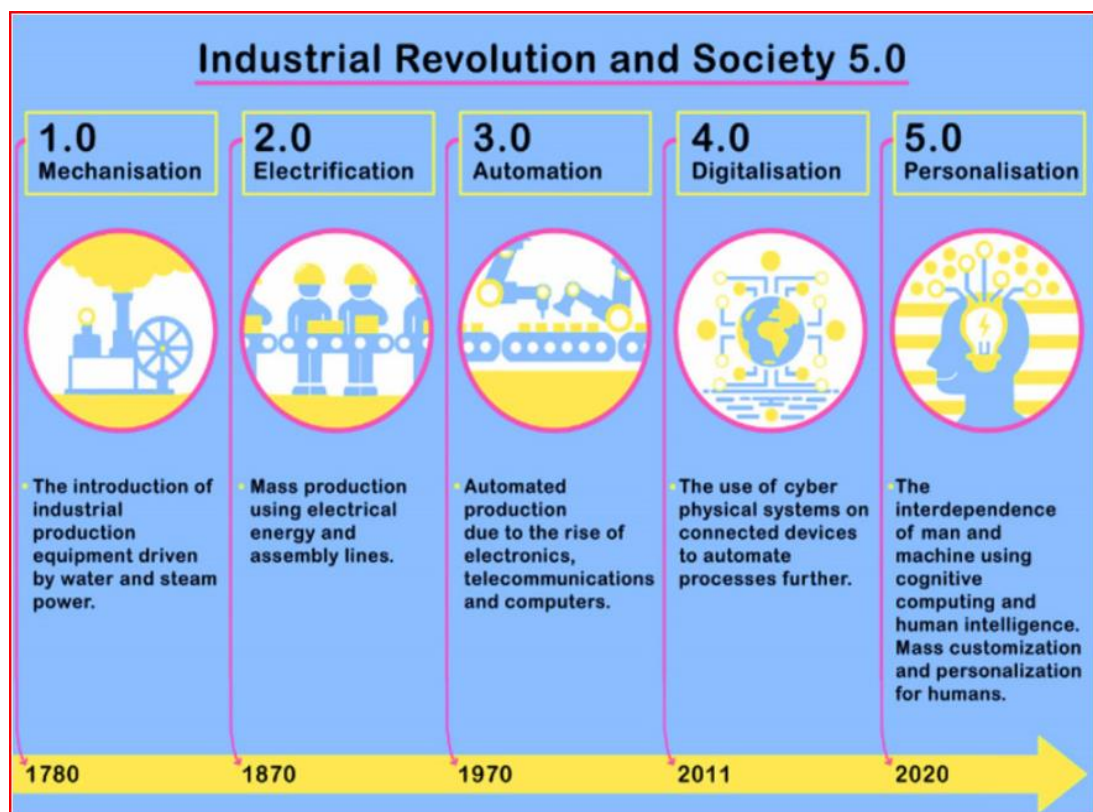 Industrial Revolution and Society 5.0
1.0
Mechanisation
2.0
Electrification
3.0
Automation
4.0
Digitalisation
5.0
Personalisation
• The introduction of
industrial
production
equipment driven
by water and steam
power.
• Mass production
using electrical
energy and
assembly lines.
• Automated
production
due to the rise of
electronics,
telecommunications
and computers.
• The use of cyber
physical systems on
connected devices
to automate
processes further.
• The
interdependence
of man and
machine using
cognitive
computing and
human intelligence.
Mass customization
and personalization
for humans.
1780
1870
1970
2011
2020